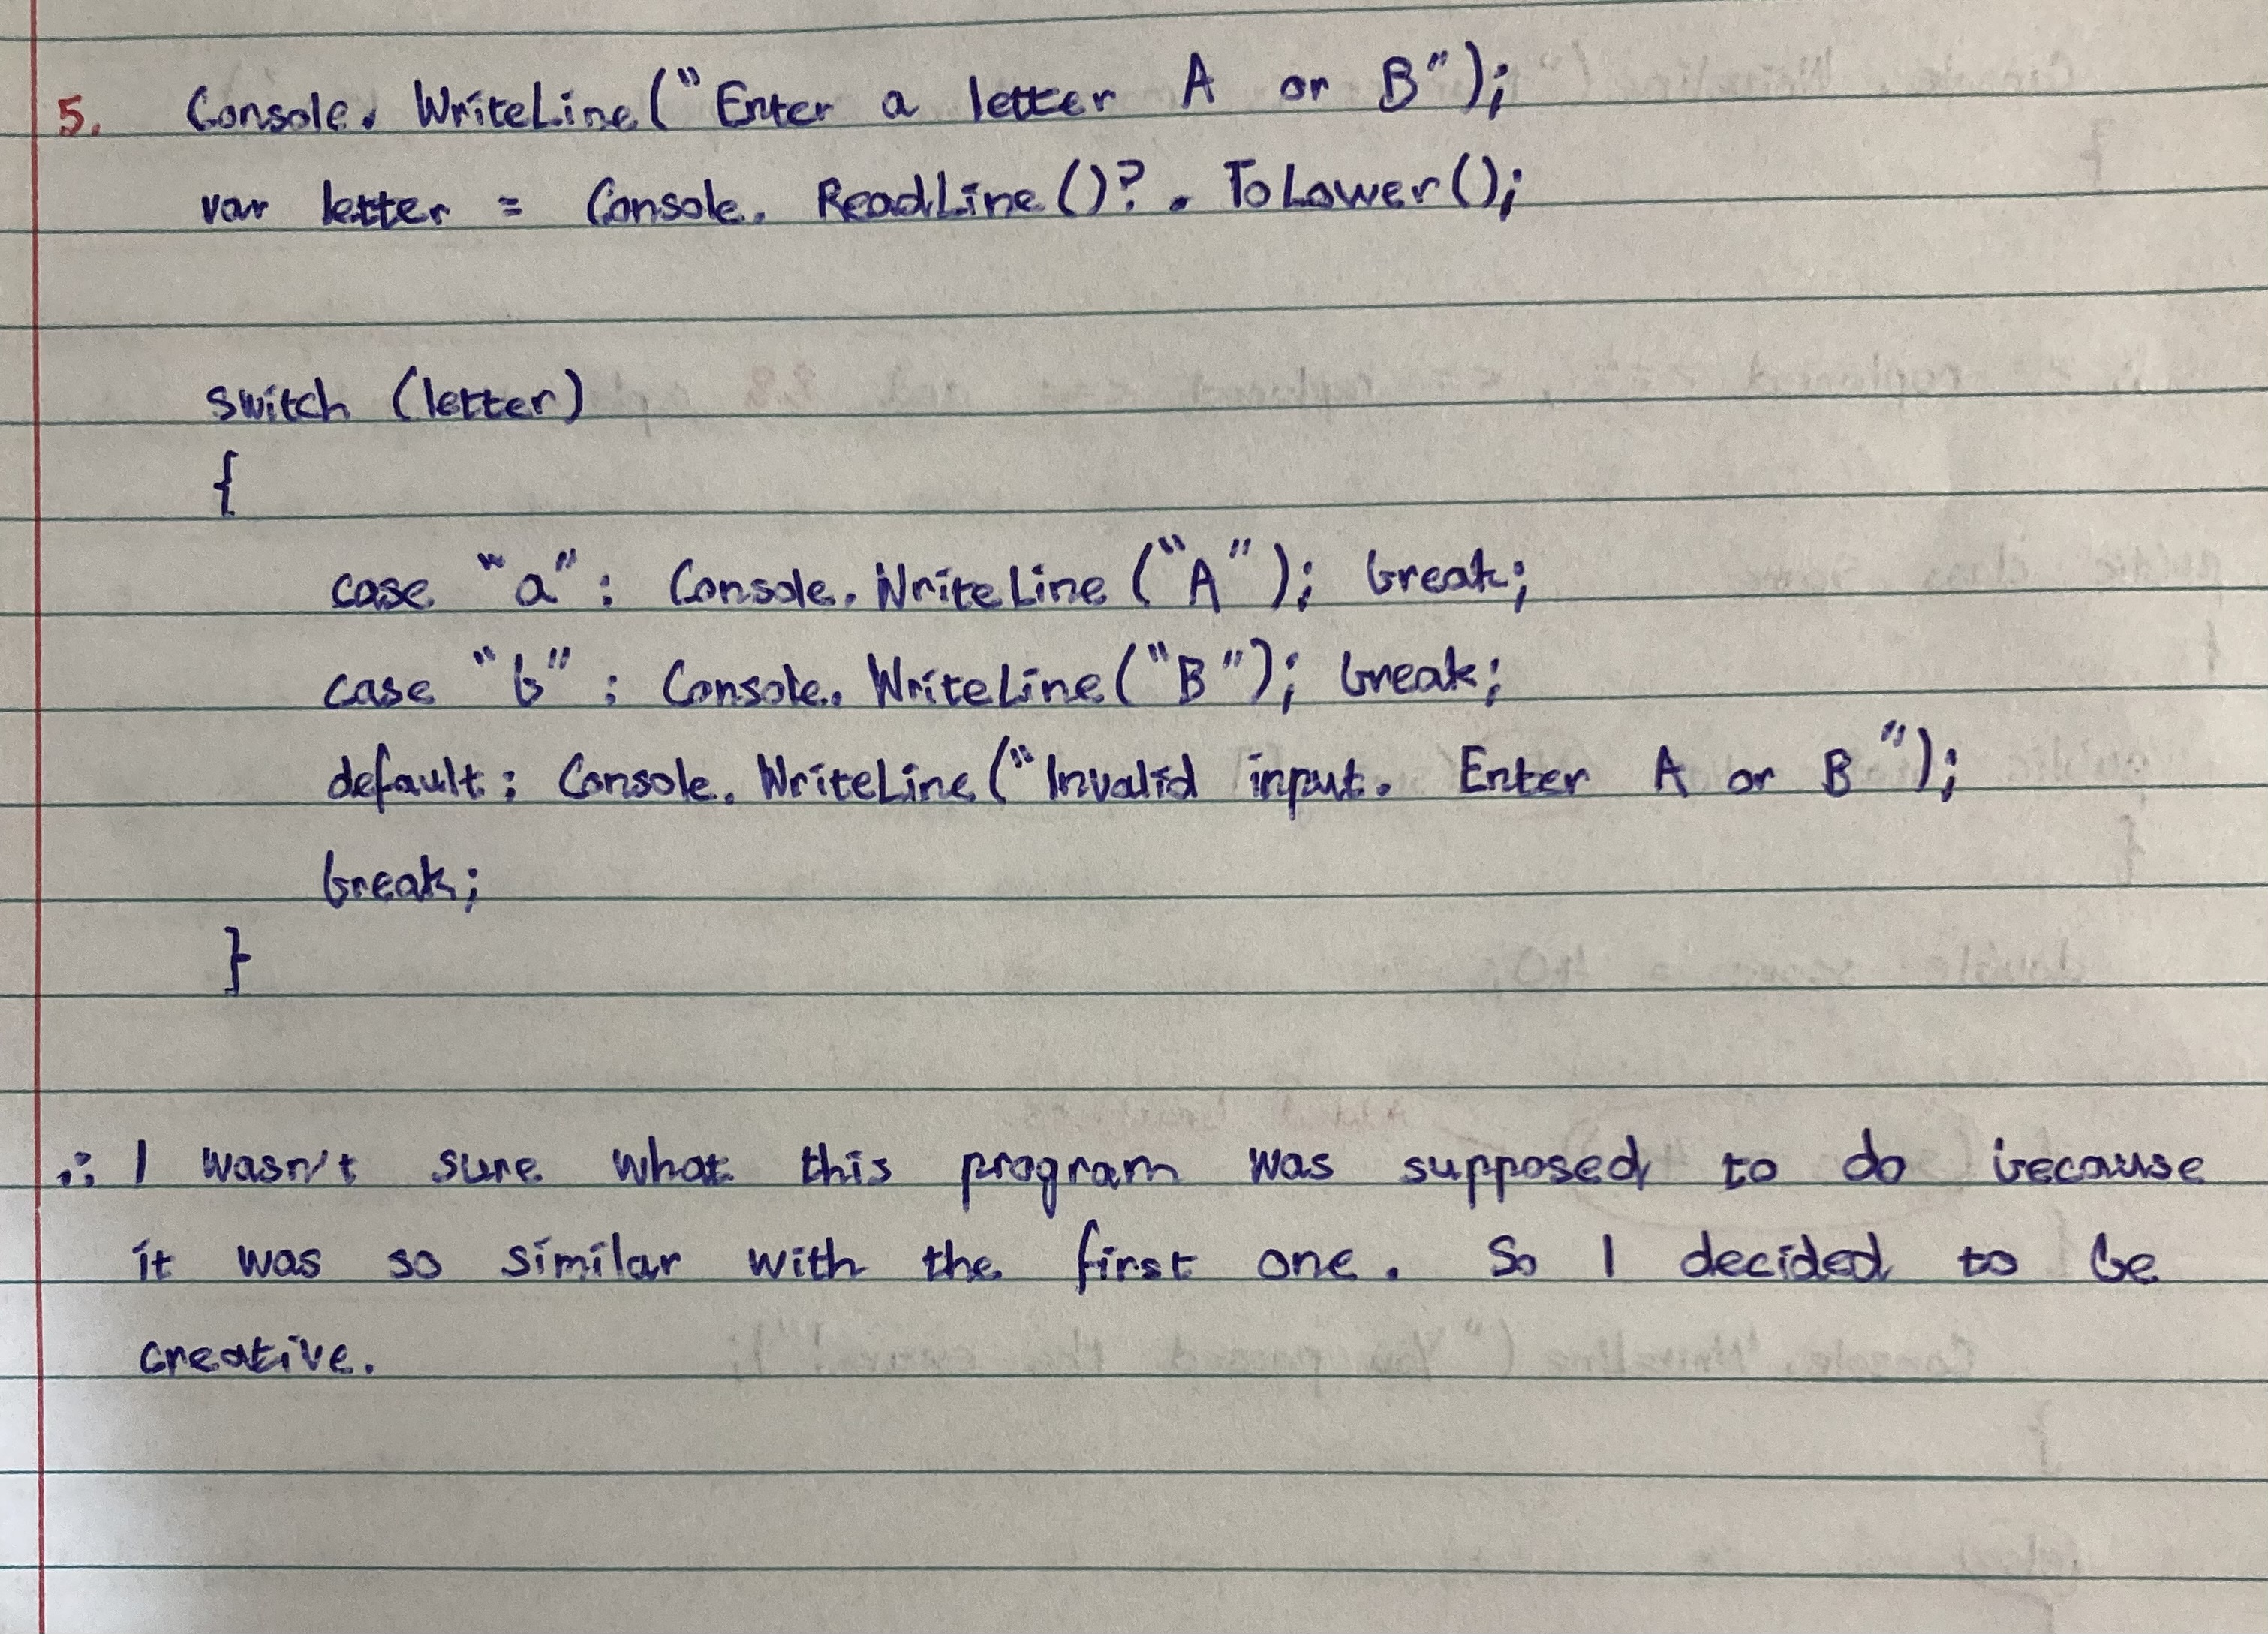 5. Console. WriteLine("Enter a letter A or B");
var letter = Console. ReadLine()?. ToLower();
switch (letter)
{
case "a": Console. WriteLine ("A"); break;
case "b": Console. WriteLine("B"); break;
default: Console. WriteLine("Invalid input. Enter A or B");
break;
}
∴ I wasn't sure what this program was supposed to do because
it was so similar with the first one. So I decided to be
creative.